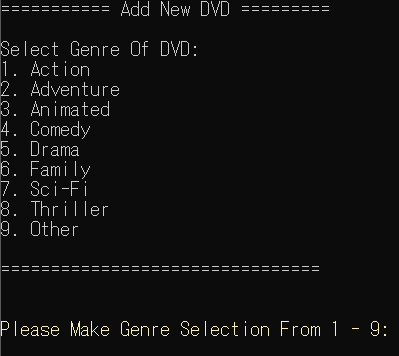 =========== Add New DVD =========
Select Genre Of DVD:
1. Action
2. Adventure
3. Animated
4. Comedy
5. Drama
6. Family
7. Sci-Fi
8. Thriller
9. Other
================================
Please Make Genre Selection From 1 - 9: